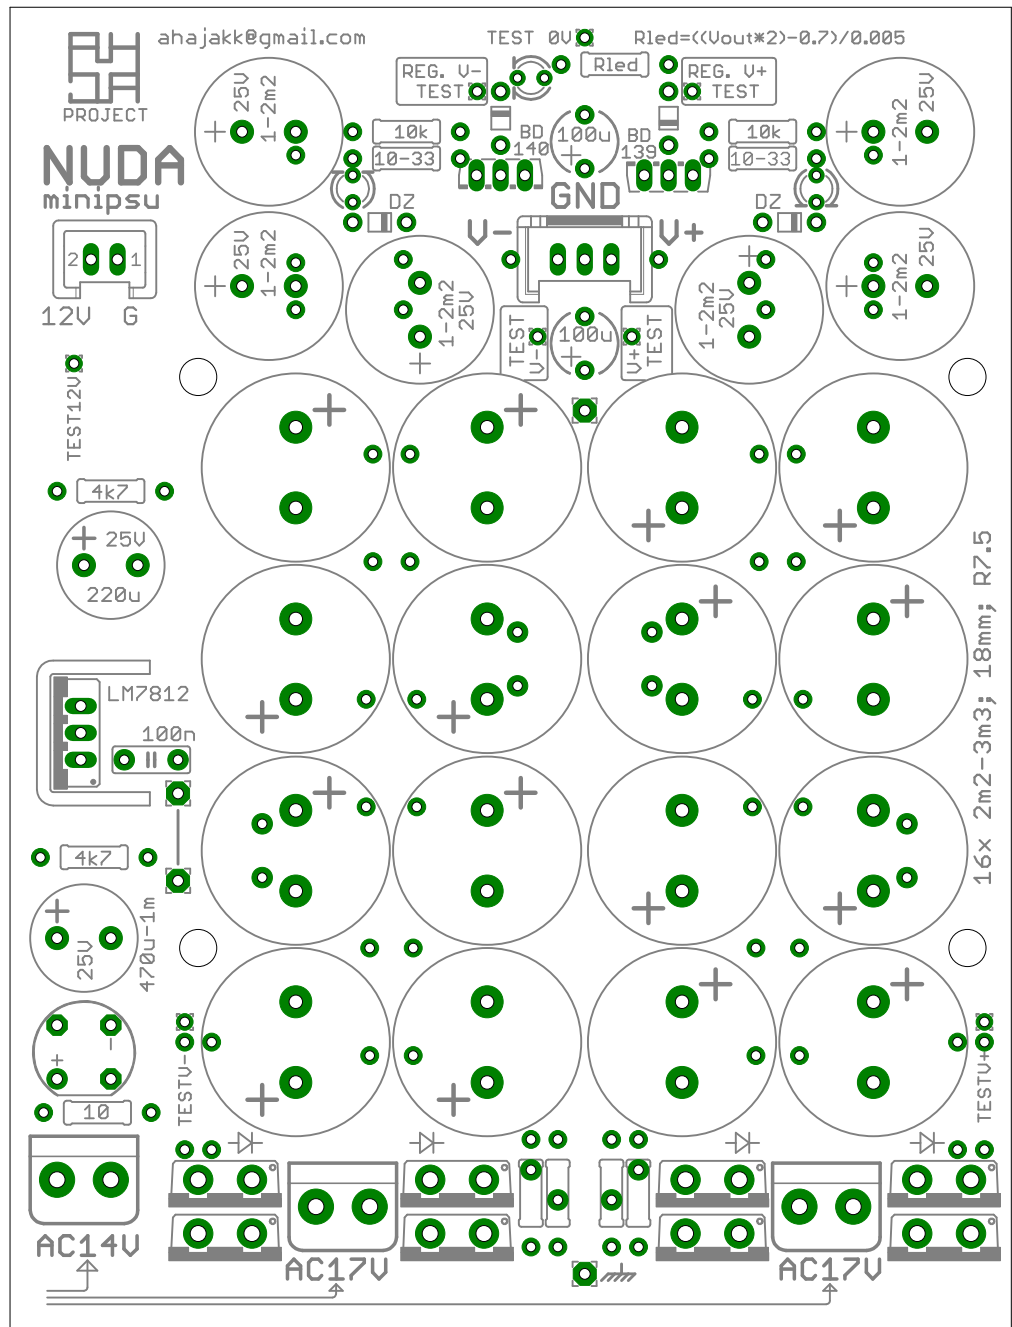 ahajakk@gmail.com
TEST 0V
Rled=((Vout*2)-0.7)/0.005
PROJECT
NUDA
minipsu
REG. V-
TEST
Rled
REG. V+
TEST
25V
1-2m2
10k
10-33
BD
140
100u
BD
139
10k
10-33
1-2m2
25V
GND
DZ
DZ
V-
V+
2
1
12V
G
25V
1-2m2
1-2m2
25V
TEST
V-
100u
V+
TEST
1-2m2
25V
1-2m2
25V
TEST12V
4k7
25V
220u
LM7812
100n
16x 2m2-3m3; 18mm; R7.5
4k7
25V
470u-1m
+
-
10
TESTV-
TESTV+
AC14V
AC17V
AC17V